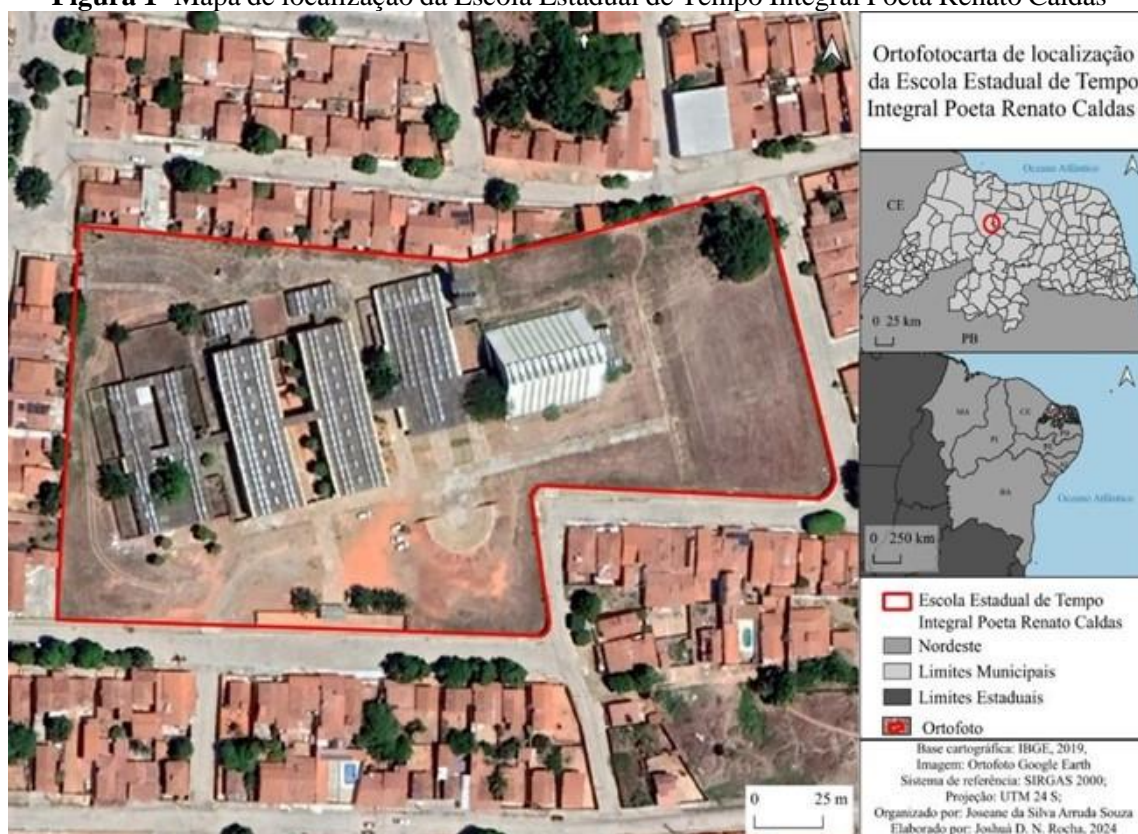 Figura 1- Mapa de localização da Escola Estadual de Tempo Integral Poeta Renato Caldas
Ortofotocarta de localização
da Escola Estadual de Tempo
Integral Poeta Renato Caldas
Oceano Atlântico
CE
0 25 km
PB
MA
CE
PI
BA
Oceano Atlântico
0 250 km
Escola Estadual de Tempo
Integral Poeta Renato Caldas
Nordeste
Limites Municipais
Limites Estaduais
Ortofoto
Base cartográfica: IBGE, 2019,
Imagem: Ortofoto Google Earth
Sistema de referência: SIRGAS 2000;
Projeção: UTM 24 S;
Organizado por: Joseane da Silva Arruda Souza
Elaborado por: Joshuá D. N. Rocha, 2024
0 25 m